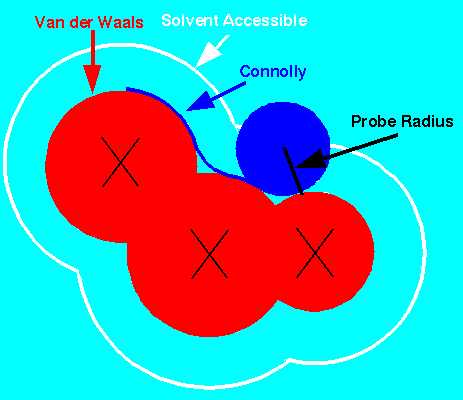 Solvent Accessible
Van der Waals
Connolly
Probe Radius